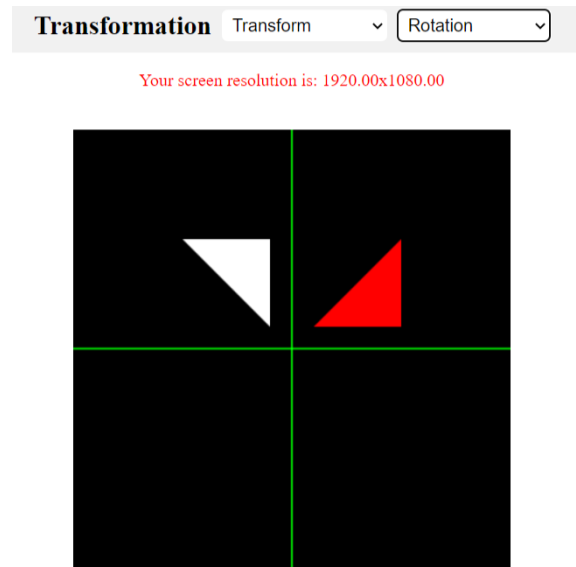 Transformation Transform Rotation
Your screen resolution is: 1920.00x1080.00